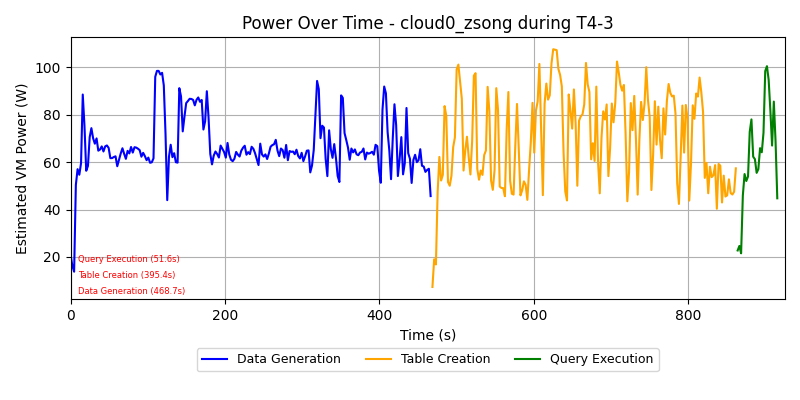 Power Over Time - cloud0_zsong during T4-3
Estimated VM Power (W)
100
80
60
40
20
Query Execution (51.6s)
Table Creation (395.4s)
Data Generation (468.7s)
0 200 400 600 800
Time (s)
Data Generation Table Creation Query Execution